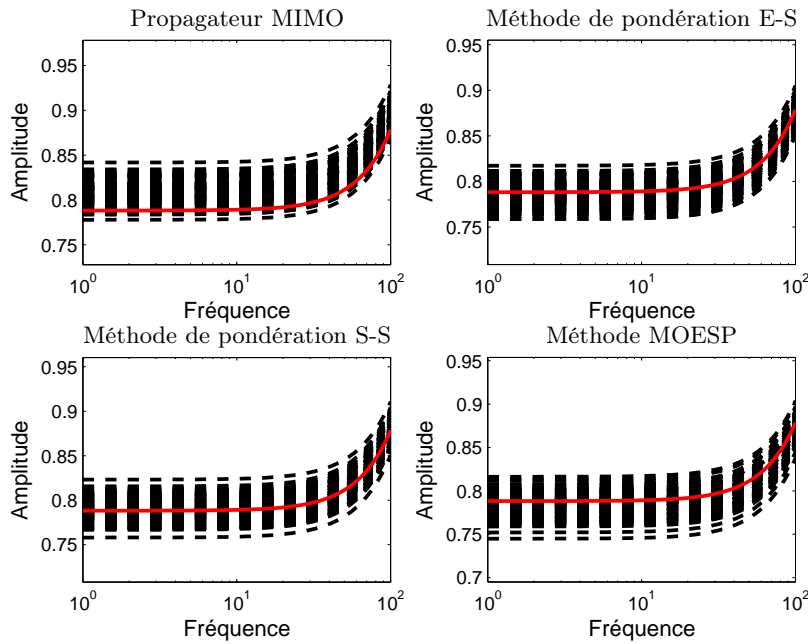 Propagateur MIMO
0.95
0.9
0.85
0.8
0.75
10^0
10^1
10^2
Amplitude
Fréquence
Méthode de pondération E-S
0.95
0.9
0.85
0.8
0.75
10^0
10^1
10^2
Amplitude
Fréquence
Méthode de pondération S-S
0.95
0.9
0.85
0.8
0.75
10^0
10^1
10^2
Amplitude
Fréquence
Méthode MOESP
0.95
0.9
0.85
0.8
0.75
0.7
10^0
10^1
10^2
Amplitude
Fréquence